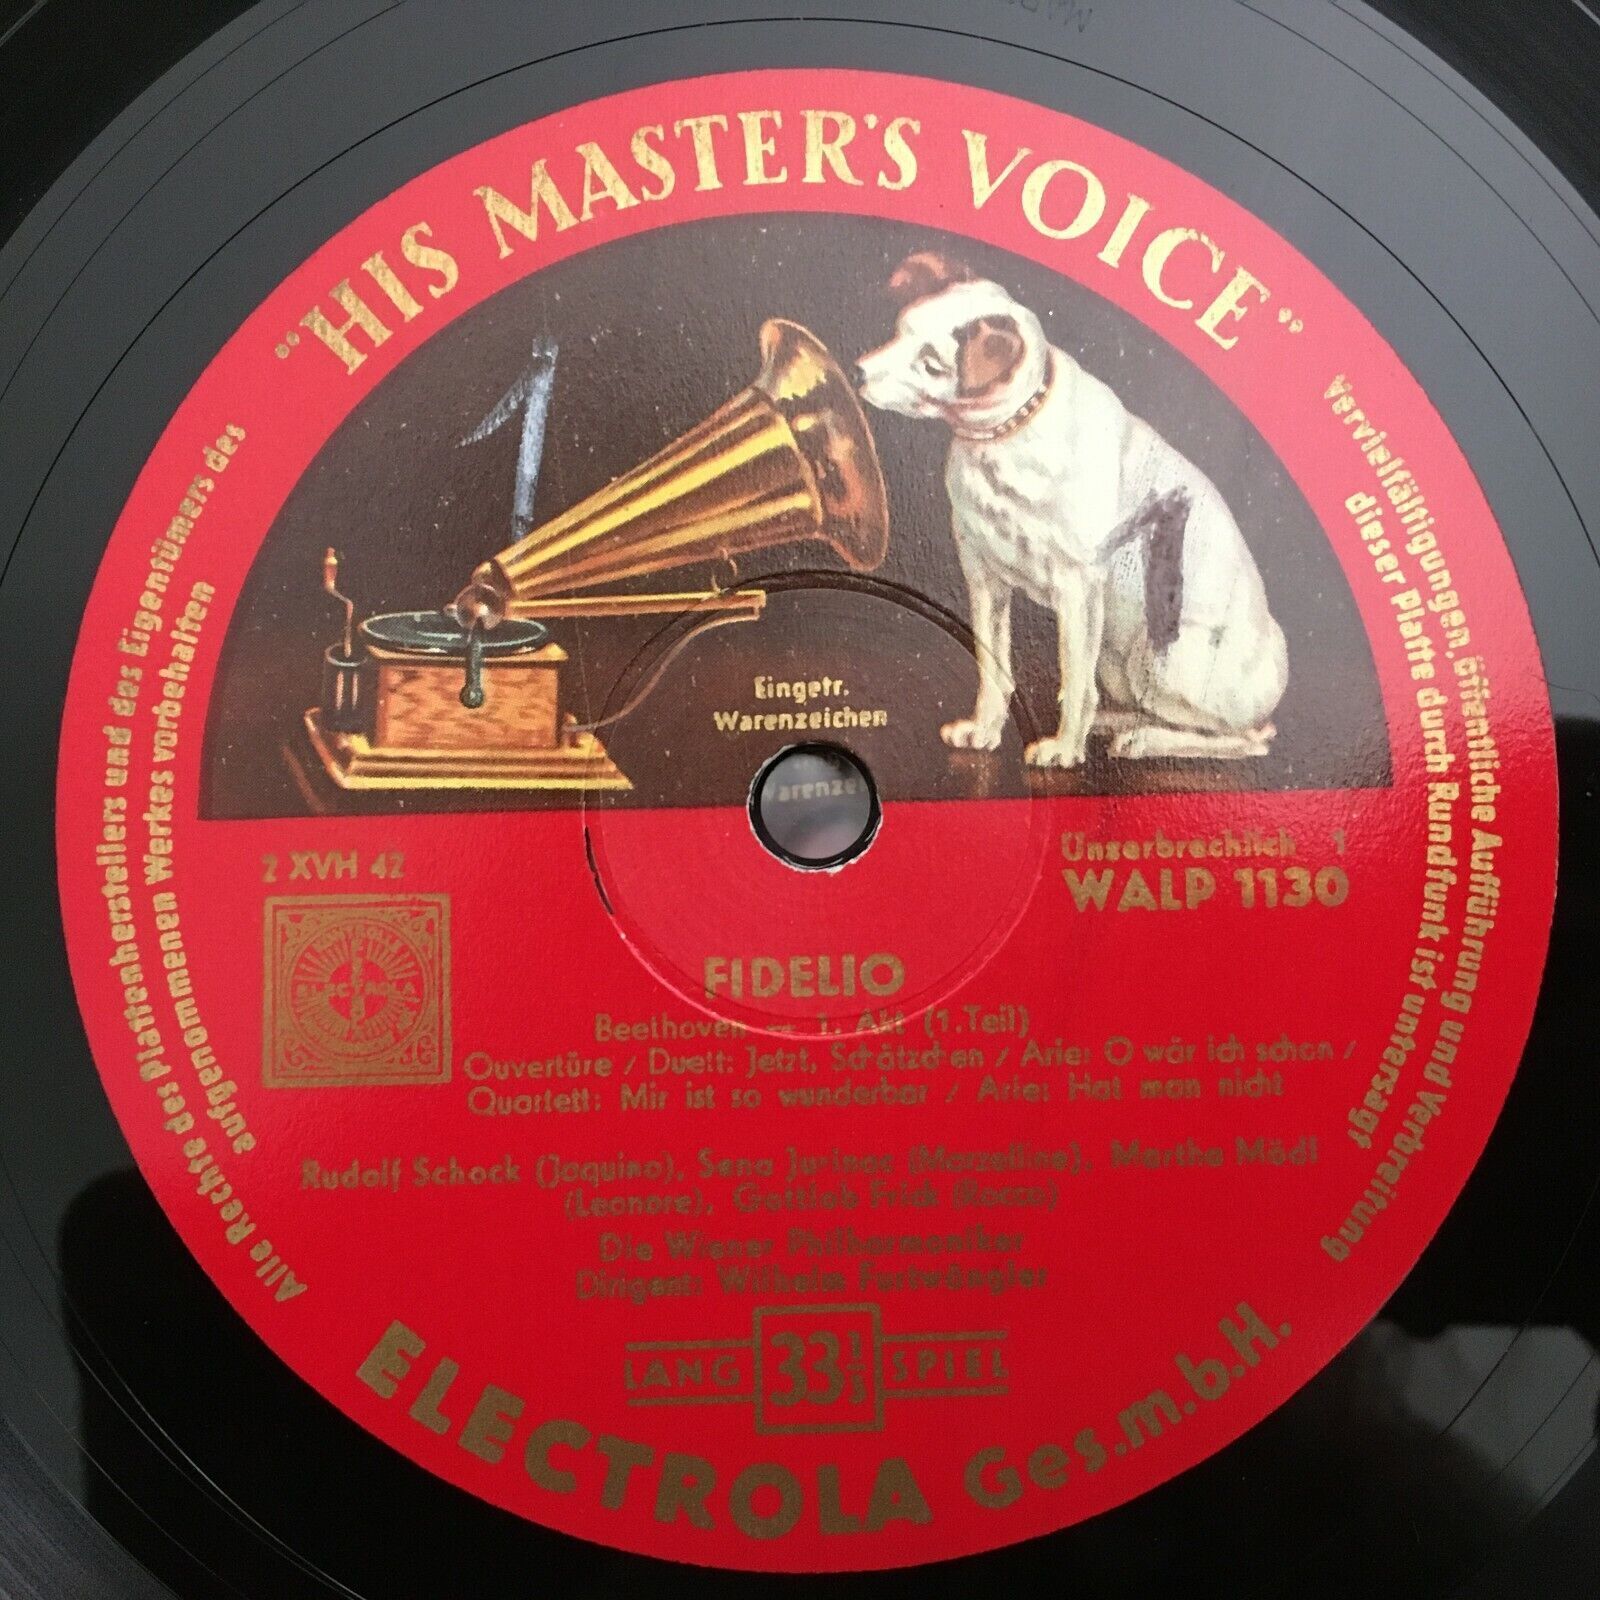 "HIS MASTER'S VOICE"
1
1
Eingetr.
Warenzeichen
Warenze
2 XVH 42
Unzerbrechlich 1
WALP 1130
ELECTROLA
FIDELIO
Beethoven — 1. Akt (1. Teil)
Ouvertüre / Duett: Jetzt, Schätzchen / Arie: O wär ich schon /
Quartett: Mir ist so wunderbar / Arie: Hat man nicht
Rudolf Schock (Jaquino), Sena Jurinac (Marzelline), Martha Mödl
(Leonore), Gottlob Frick (Rocco)
Die Wiener Philharmoniker
Dirigent: Wilhelm Furtwängler
LANG 33⅓ SPIEL
ELECTROLA Ges.m.b.H.
Alle Rechte des Plattenherstellers und des Eigentümers des
aufgenommenen Werkes vorbehalten
Vervielfältigungen, öffentliche Aufführung und Verbreitung
dieser Platte durch Rundfunk ist untersagt